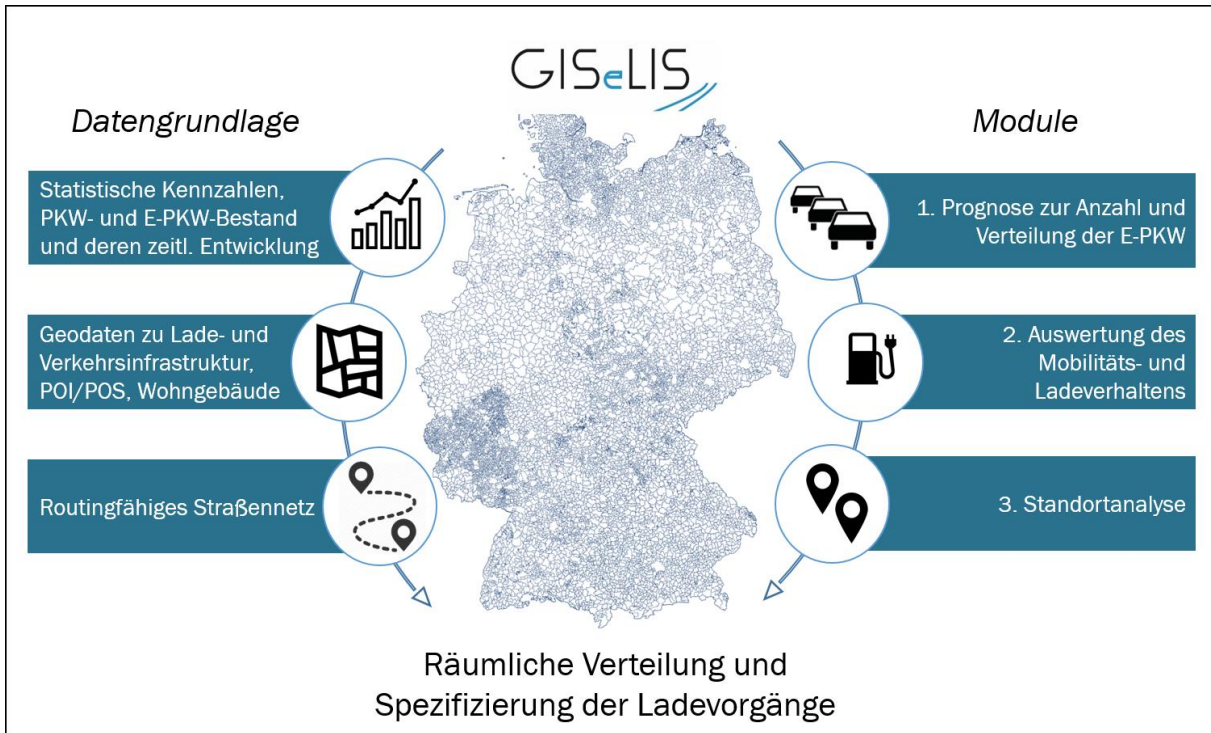 GISeLIS
Datengrundlage
Statistische Kennzahlen,
PKW- und E-PKW-Bestand
und deren zeitl. Entwicklung
Geodaten zu Lade- und
Verkehrsinfrastruktur,
POI/POS, Wohngebäude
Routingfähiges Straßennetz
Module
1. Prognose zur Anzahl und
Verteilung der E-PKW
2. Auswertung des
Mobilitäts- und
Ladeverhaltens
3. Standortanalyse
Räumliche Verteilung und
Spezifizierung der Ladevorgänge